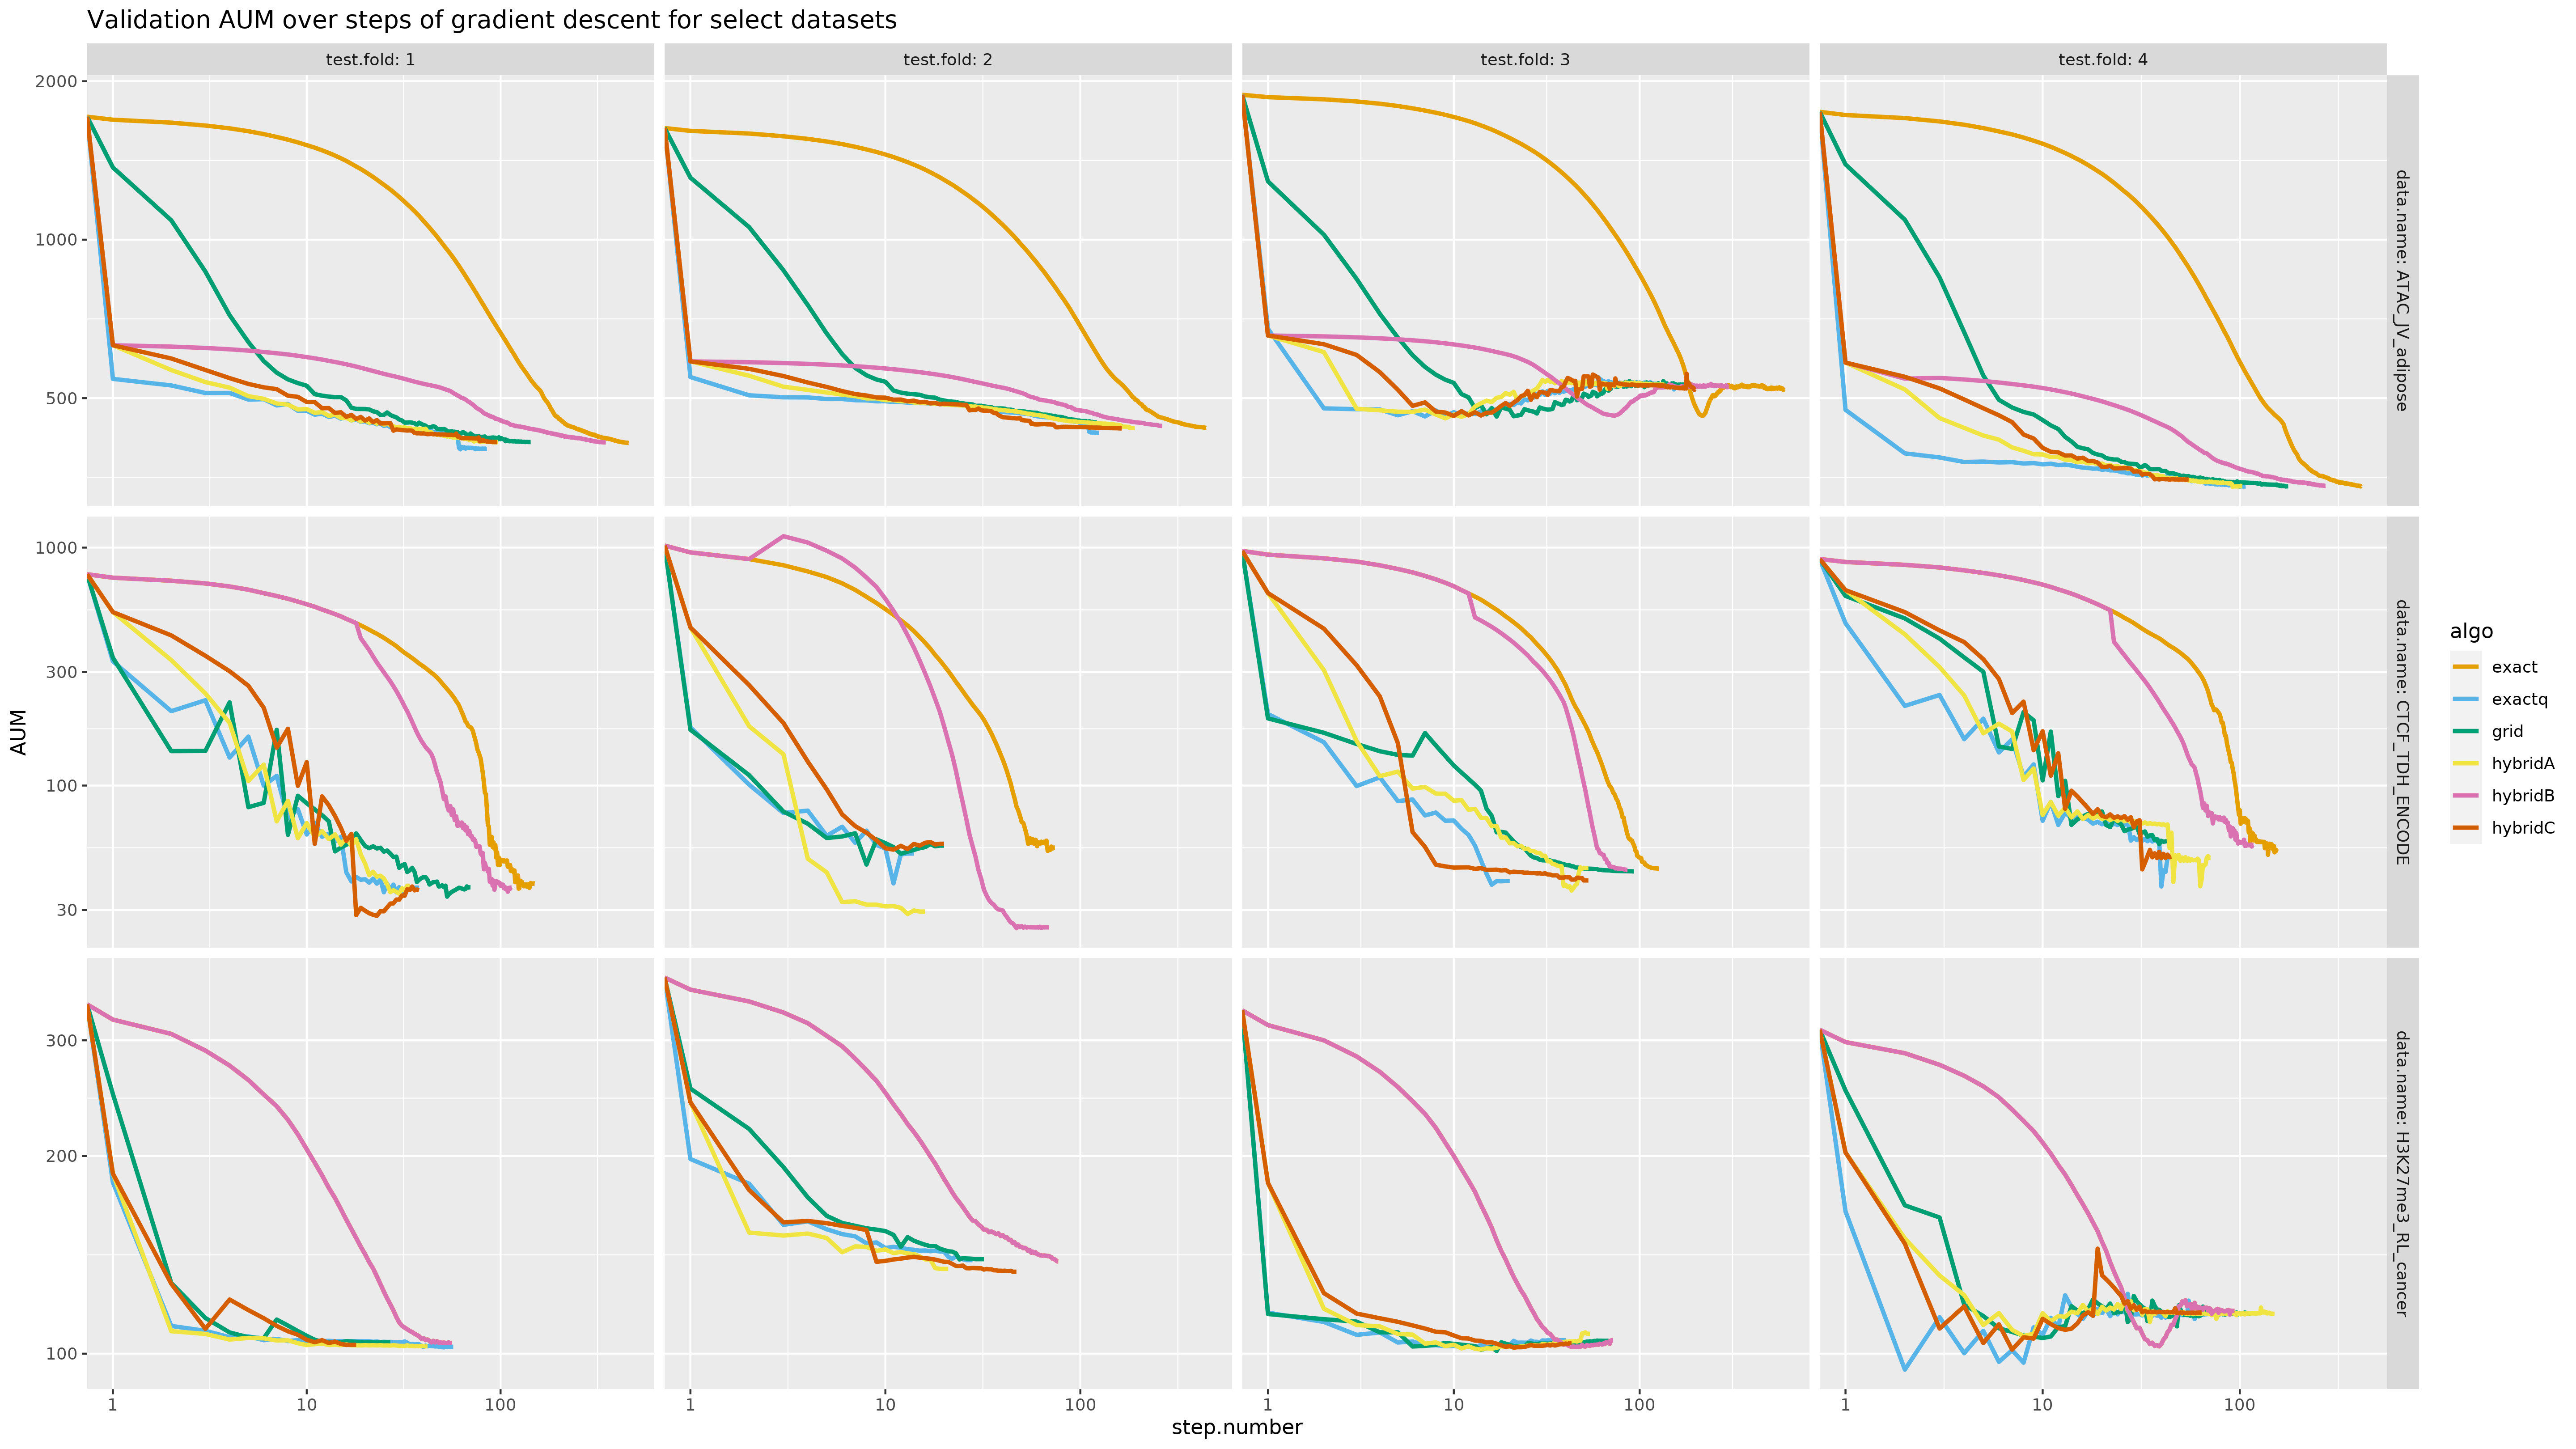 Validation AUM over steps of gradient descent for select datasets
test.fold: 1
test.fold: 2
test.fold: 3
test.fold: 4
2000
1000
500
data.name: ATAC_JV_adipose
1000
300
100
30
data.name: CTCF_TDH_ENCODE
300
200
100
data.name: H3K27me3_RL_cancer
AUM
1
10
100
1
10
100
1
10
100
1
10
100
step.number
algo
exact
exactq
grid
hybridA
hybridB
hybridC